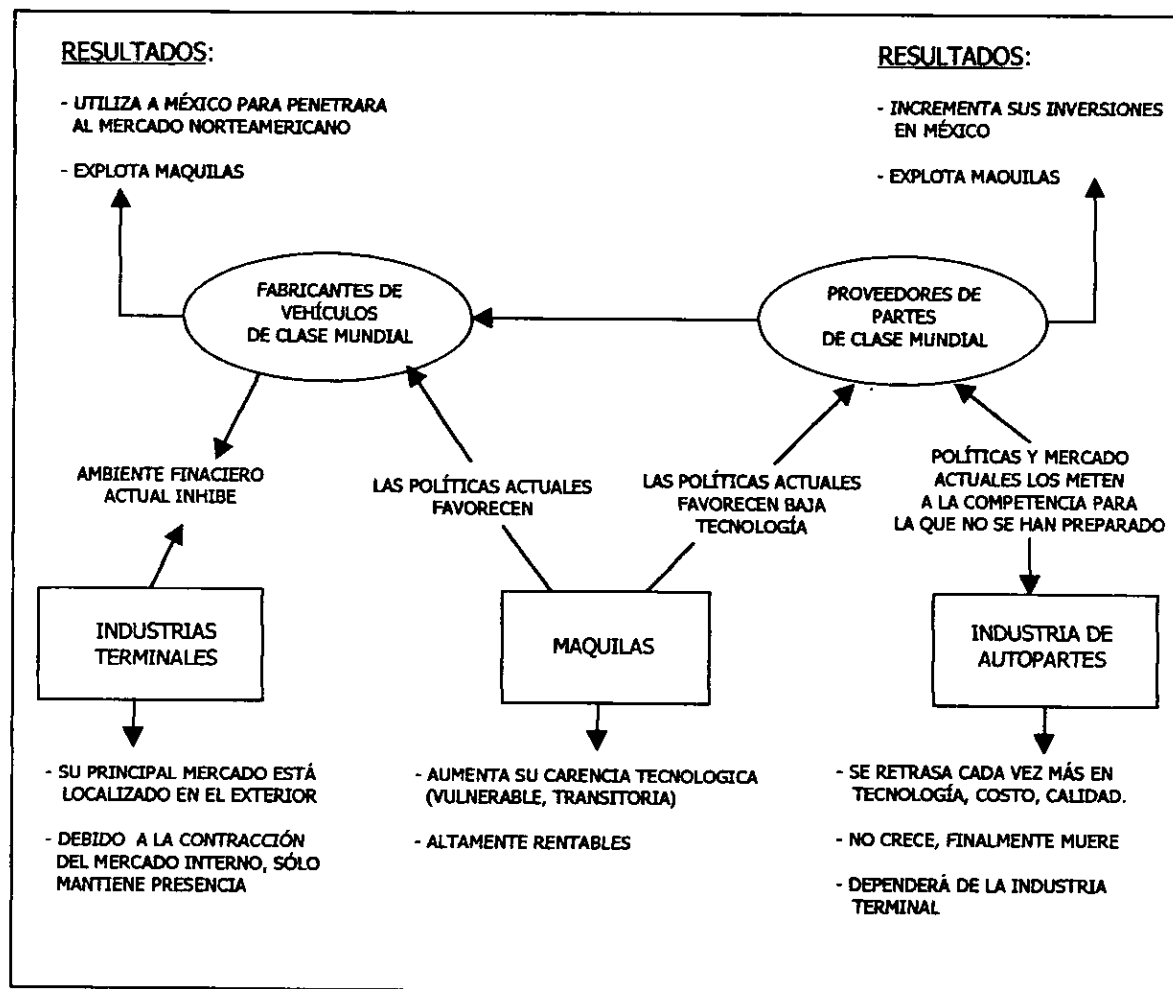 RESULTADOS:
- UTILIZA A MÉXICO PARA PENETRARA
AL MERCADO NORTEAMERICANO
- EXPLOTA MAQUILAS
RESULTADOS:
- INCREMENTA SUS INVERSIONES
EN MÉXICO
- EXPLOTA MAQUILAS
FABRICANTES DE
VEHÍCULOS
DE CLASE MUNDIAL
PROVEEDORES DE
PARTES
DE CLASE MUNDIAL
AMBIENTE FINACIERO
ACTUAL INHIBE
LAS POLÍTICAS ACTUALES
FAVORECEN
LAS POLÍTICAS ACTUALES
FAVORECEN BAJA
TECNOLOGÍA
POLÍTICAS Y MERCADO
ACTUALES LOS METEN
A LA COMPETENCIA PARA
LA QUE NO SE HAN PREPARADO
INDUSTRIAS
TERMINALES
MAQUILAS
INDUSTRIA DE
AUTOPARTES
- SU PRINCIPAL MERCADO ESTÁ
LOCALIZADO EN EL EXTERIOR
- DEBIDO A LA CONTRACCIÓN
DEL MERCADO INTERNO, SÓLO
MANTIENE PRESENCIA
- AUMENTA SU CARENCIA TECNOLOGICA
(VULNERABLE, TRANSITORIA)
- ALTAMENTE RENTABLES
- SE RETRASA CADA VEZ MÁS EN
TECNOLOGÍA, COSTO, CALIDAD.
- NO CRECE, FINALMENTE MUERE
- DEPENDERÁ DE LA INDUSTRIA
TERMINAL